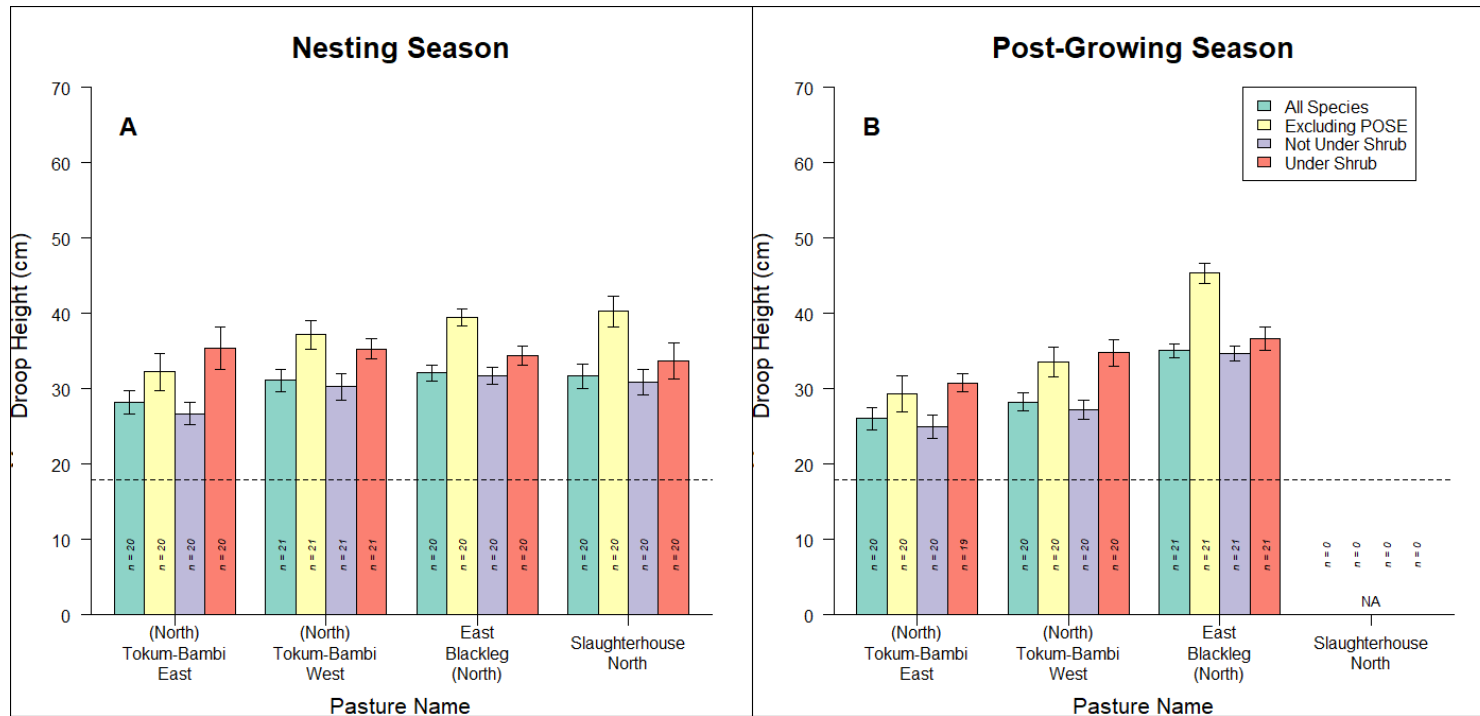 Nesting Season
A
Droop Height (cm)
70
60
50
40
30
20
10
0
n = 20
n = 20
n = 20
n = 20
n = 21
n = 21
n = 21
n = 21
n = 20
n = 20
n = 20
n = 20
n = 20
n = 20
n = 20
n = 20
(North)
Tokum-Bambi
East
(North)
Tokum-Bambi
West
East
Blackleg
(North)
Slaughterhouse
North
Pasture Name
Post-Growing Season
B
All Species
Excluding POSE
Not Under Shrub
Under Shrub
Droop Height (cm)
70
60
50
40
30
20
10
0
n = 20
n = 20
n = 20
n = 19
n = 20
n = 20
n = 20
n = 20
n = 21
n = 21
n = 21
n = 21
n = 0
n = 0
n = 0
n = 0
NA
(North)
Tokum-Bambi
East
(North)
Tokum-Bambi
West
East
Blackleg
(North)
Slaughterhouse
North
Pasture Name